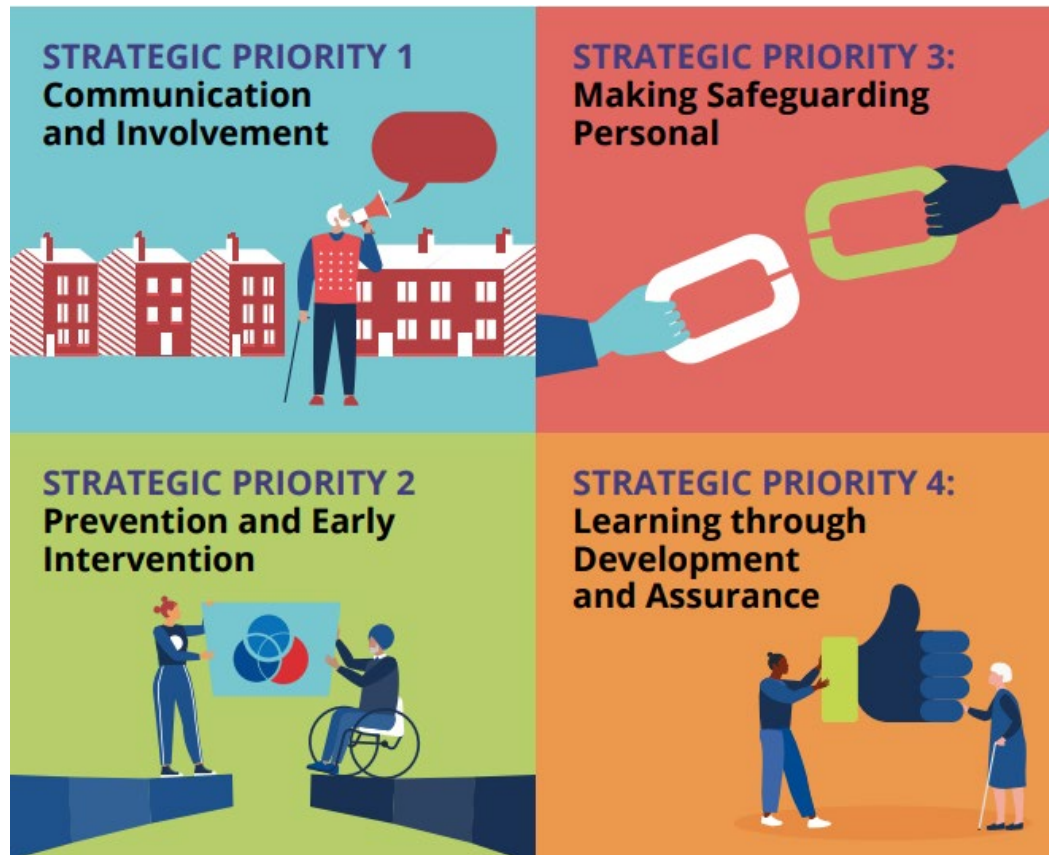 STRATEGIC PRIORITY 1
Communication
and Involvement
STRATEGIC PRIORITY 2
Prevention and Early
Intervention
STRATEGIC PRIORITY 3:
Making Safeguarding
Personal
STRATEGIC PRIORITY 4:
Learning through
Development
and Assurance